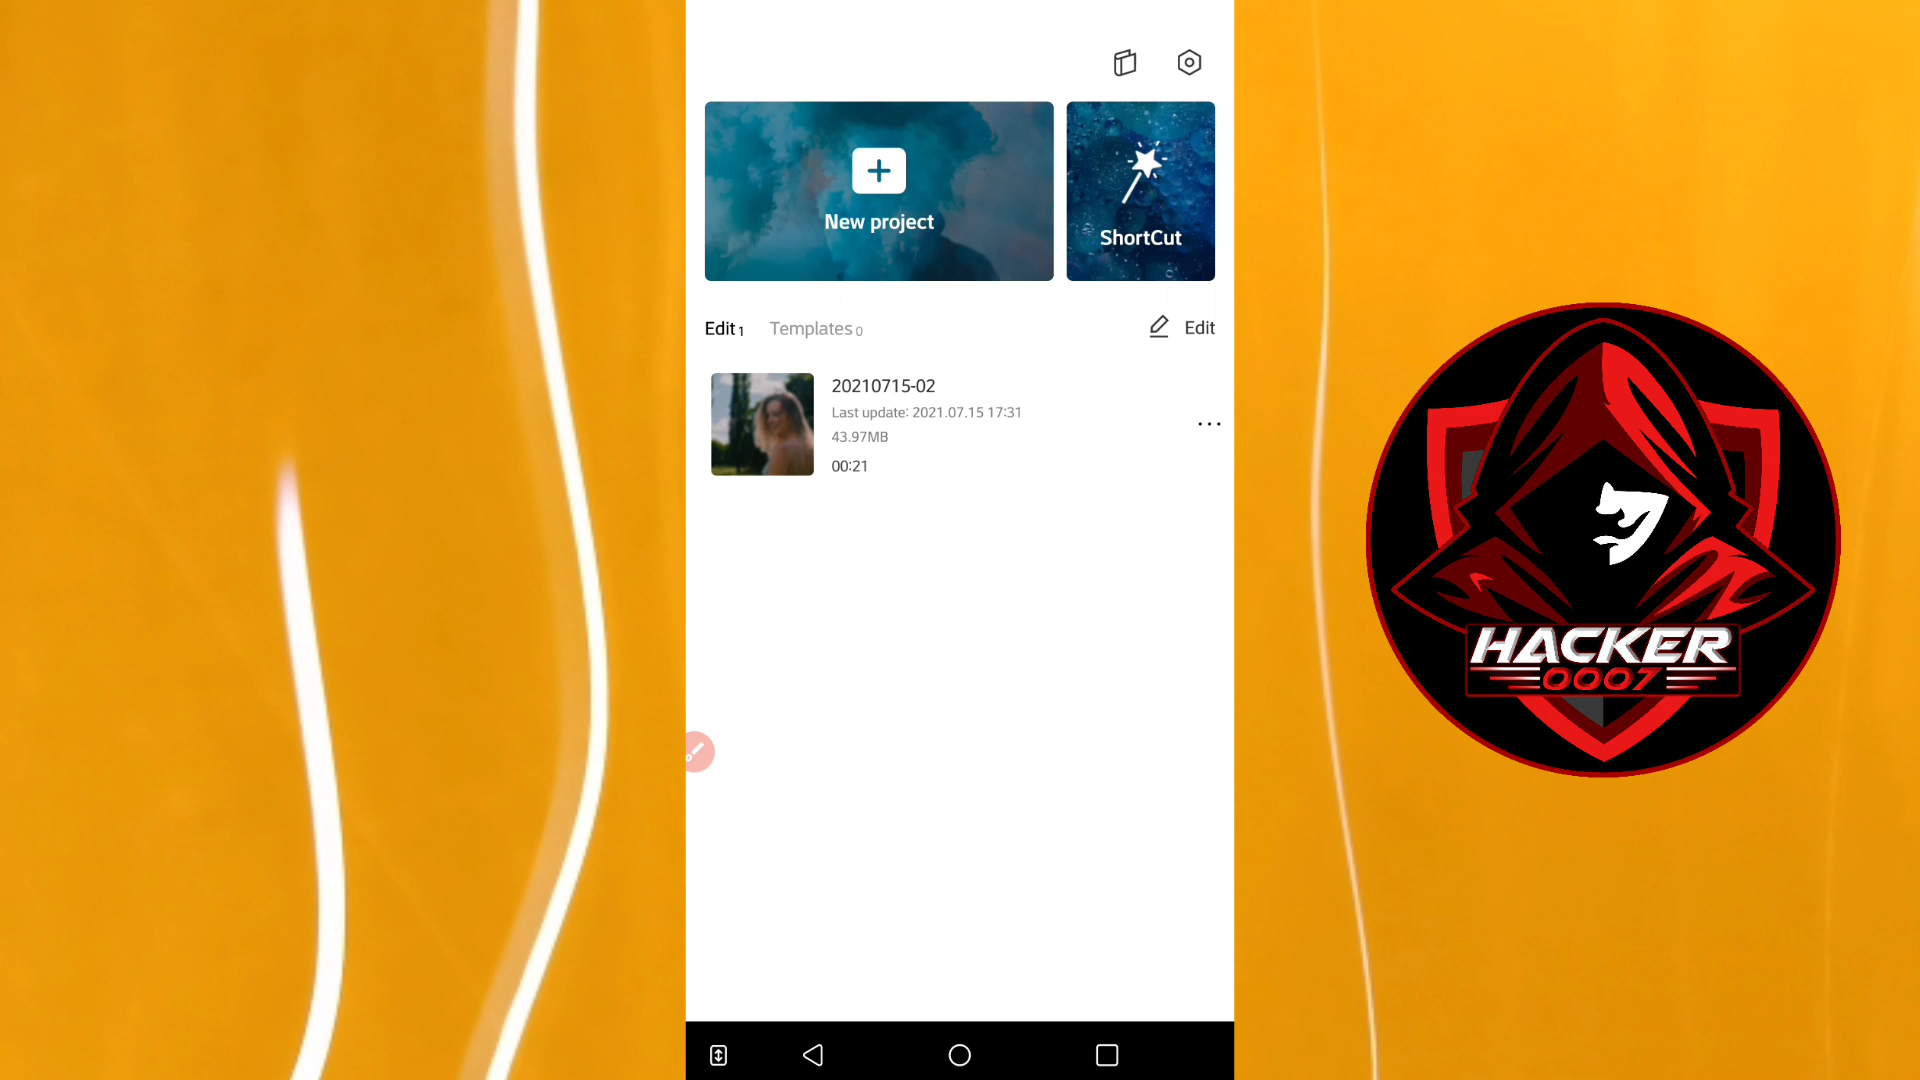 New project
ShortCut
Edit 1
Templates 0
Edit
20210715-02
Last update: 2021.07.15 17:31
43.97MB
00:21
HACKER
0007